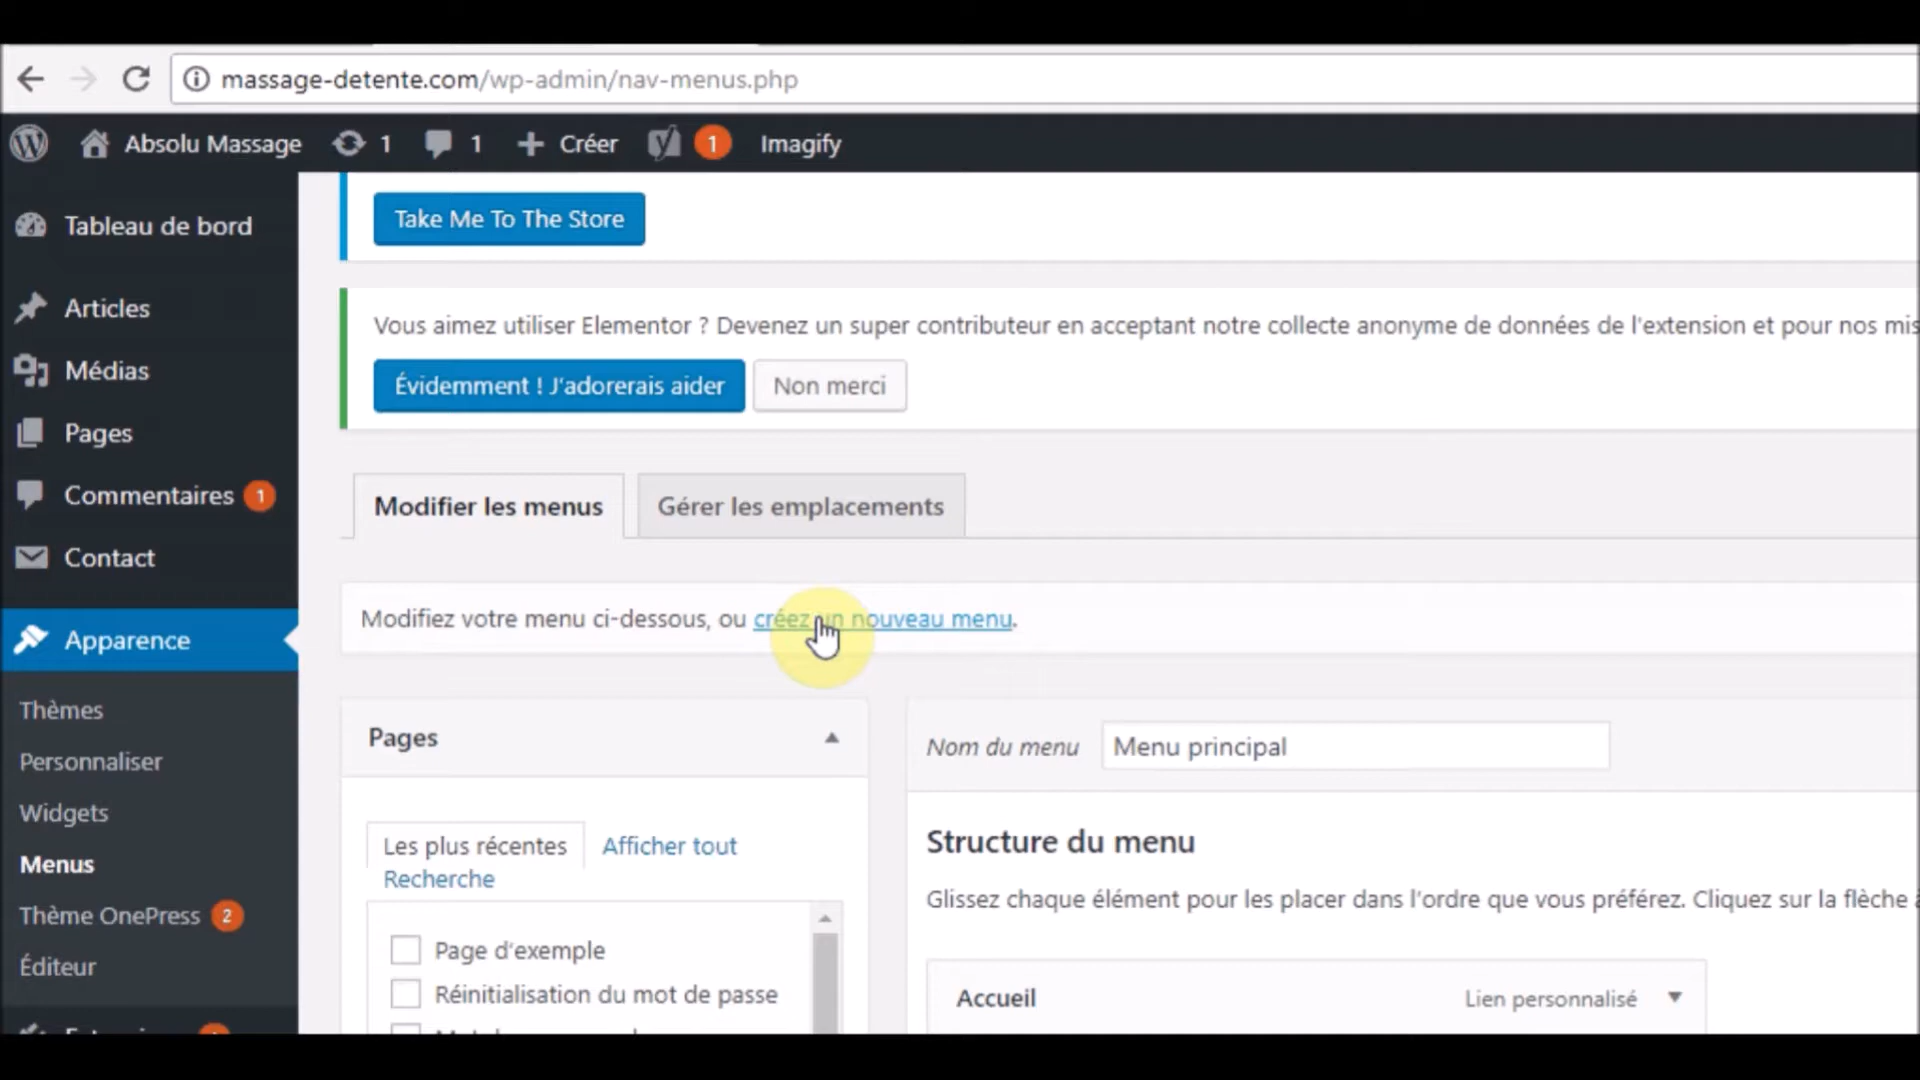 massage-detente.com/wp-admin/nav-menus.php
Absolu Massage 1 1 Créer 1 Imagify
Tableau de bord
Articles
Médias
Pages
Commentaires 1
Contact
Apparence
Thèmes
Personnaliser
Widgets
Menus
Thème OnePress 2
Éditeur
Take Me To The Store
Vous aimez utiliser Elementor ? Devenez un super contributeur en acceptant notre collecte anonyme de données de l'extension et pour nos mis
Évidemment ! J'adorerais aider Non merci
Modifier les menus Gérer les emplacements
Modifiez votre menu ci-dessous, ou créez un nouveau menu.
Pages
Les plus récentes Afficher tout
Recherche
Page d'exemple
Réinitialisation du mot de passe
Nom du menu Menu principal
Structure du menu
Glissez chaque élément pour les placer dans l'ordre que vous préférez. Cliquez sur la flèche à
Accueil Lien personnalisé